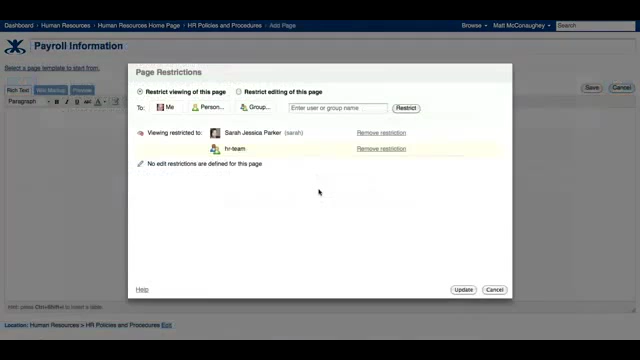 Dashboard > Human Resources > Human Resources Home Page > HR Policies and Procedures > Add Page Browse Matt McConaughey Search
Payroll Information
Select a page template to start from.
Rich Text Wiki Markup Preview Save Cancel
Paragraph B I U
Page Restrictions
Restrict viewing of this page Restrict editing of this page
To: Me Person... Group... Enter user or group name Restrict
Viewing restricted to: Sarah Jessica Parker (sarah) Remove restriction
hr-team Remove restriction
No edit restrictions are defined for this page
Help Update Cancel
Hint: press Ctrl+Shift+I to insert a table.
Location: Human Resources > HR Policies and Procedures Edit